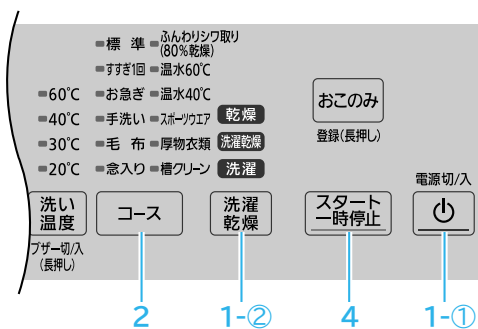 標 準 ふんわりシワ取り
(80%乾燥)
すすぎ1回 温水60℃
60℃ お急ぎ 温水40℃
40℃ 手洗い スポーツウエア 乾燥
30℃ 毛 布 厚物衣類 洗濯乾燥
20℃ 念入り 槽クリーン 洗濯
おこのみ
登録(長押し)
電源切/入
洗い
温度
コース
洗濯
乾燥
スタート
一時停止
ブザー切/入
(長押し)
2
1-②
4
1-①